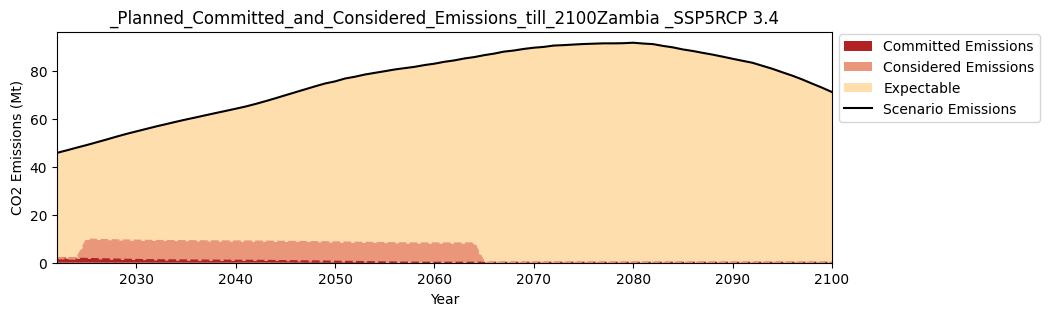 _Planned_Committed_and_Considered_Emissions_till_2100Zambia _SSP5RCP 3.4
Committed Emissions
Considered Emissions
Expectable
Scenario Emissions
CO2 Emissions (Mt)
80
60
40
20
0
2030 2040 2050 2060 2070 2080 2090 2100
Year